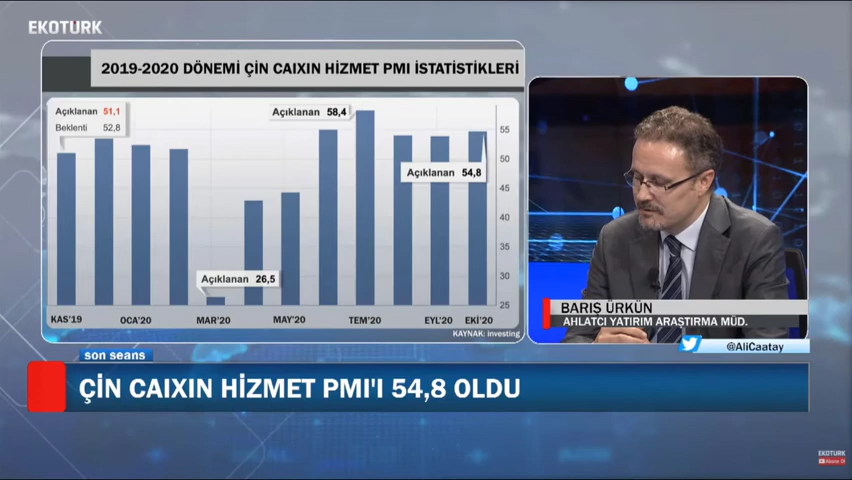 EKOTURK
2019-2020 DÖNEMİ ÇİN CAIXIN HİZMET PMI İSTATİSTİKLERİ
Açıklanan 51,1
Beklenti 52,8
Açıklanan 58,4
Açıklanan 54,8
Açıklanan 26,5
55
50
45
40
35
30
25
KAS'19
OCA'20
MAR'20
MAY'20
TEM'20
EYL'20
EKİ'20
KAYNAK: investing
BARIŞ ÜRKÜN
AHLATCI YATIRIM ARAŞTIRMA MÜD.
@AliCaatay
son seans
ÇİN CAIXIN HİZMET PMI'I 54,8 OLDU
EKOTURK
Abone Ol